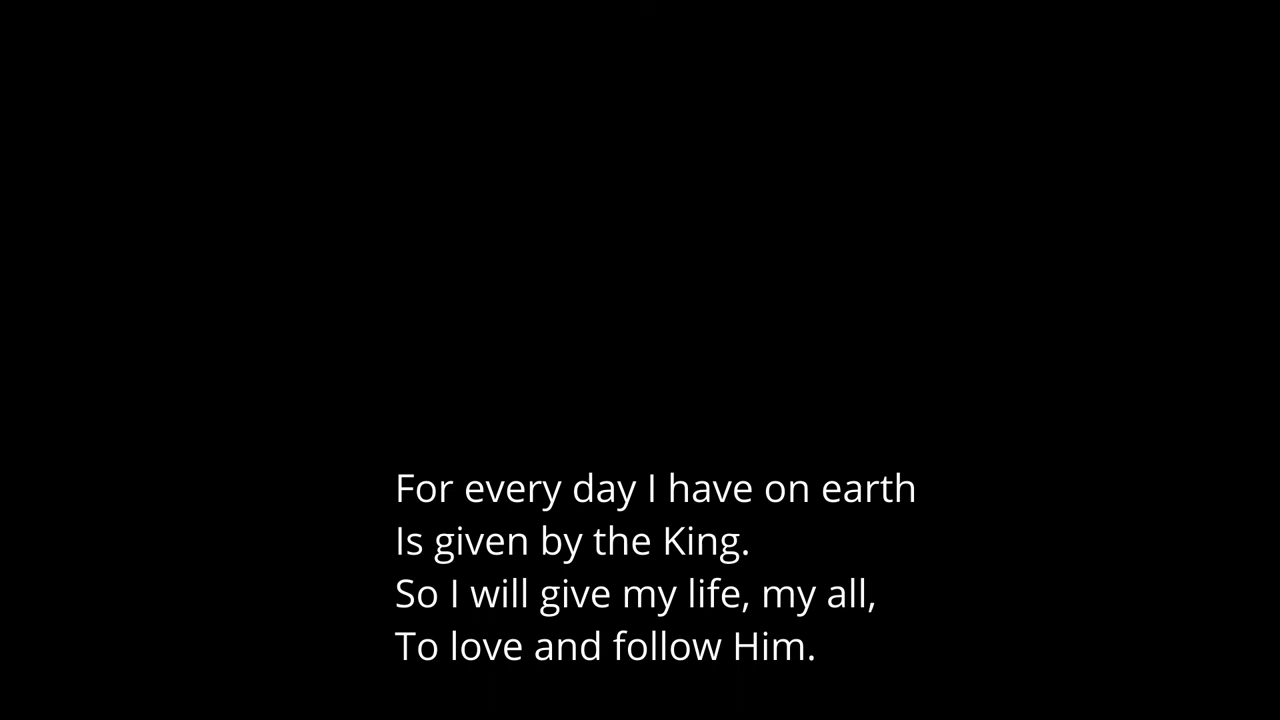 For every day I have on earth
Is given by the King.
So I will give my life, my all,
To love and follow Him.